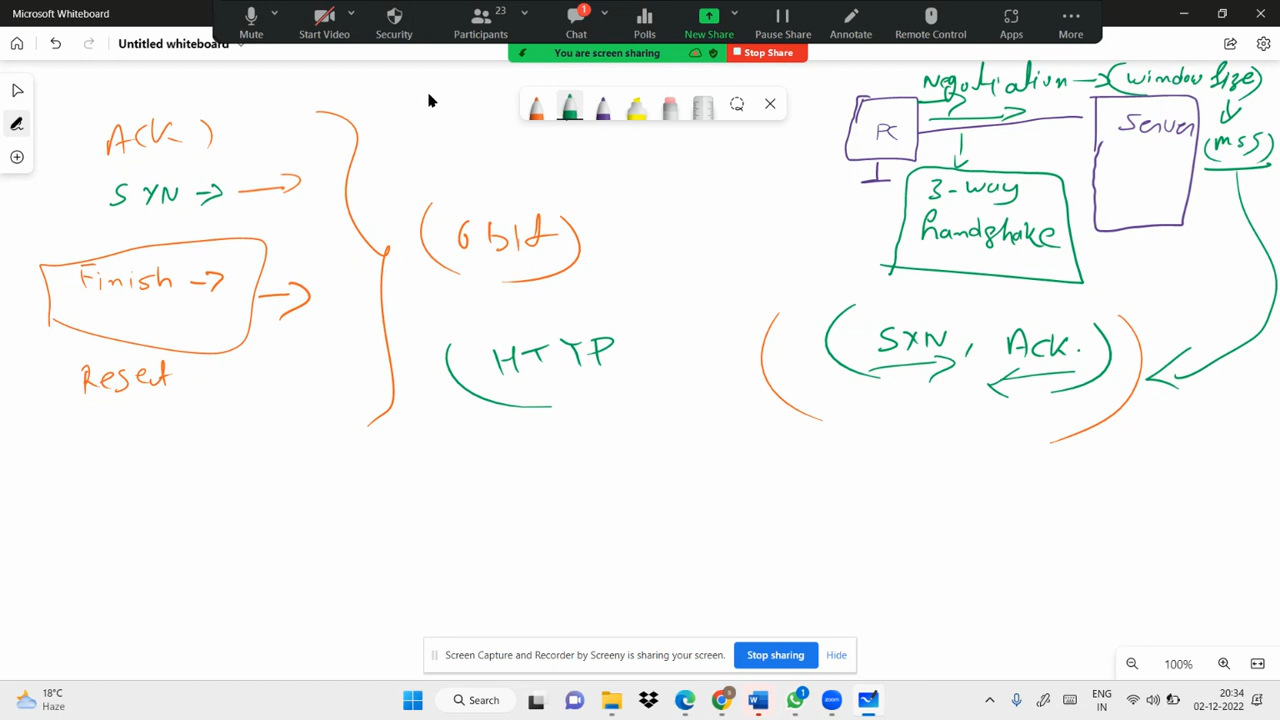 Microsoft Whiteboard
Mute
Start Video
Security
23
Participants
1
Chat
Polls
New Share
Pause Share
Annotate
Remote Control
Apps
More
Untitled whiteboard
You are screen sharing
Stop Share
Negotiation → (window size)
PC
Server
(MSS)
3-way
handshake
ACK)
SYN →
Finish →
Reset
(6 bit)
(HTTP
(SYN, Ack.)
Screen Capture and Recorder by Screeny is sharing your screen.
Stop sharing
Hide
100%
18°C
Haze
Search
ENG
IN
20:34
02-12-2022